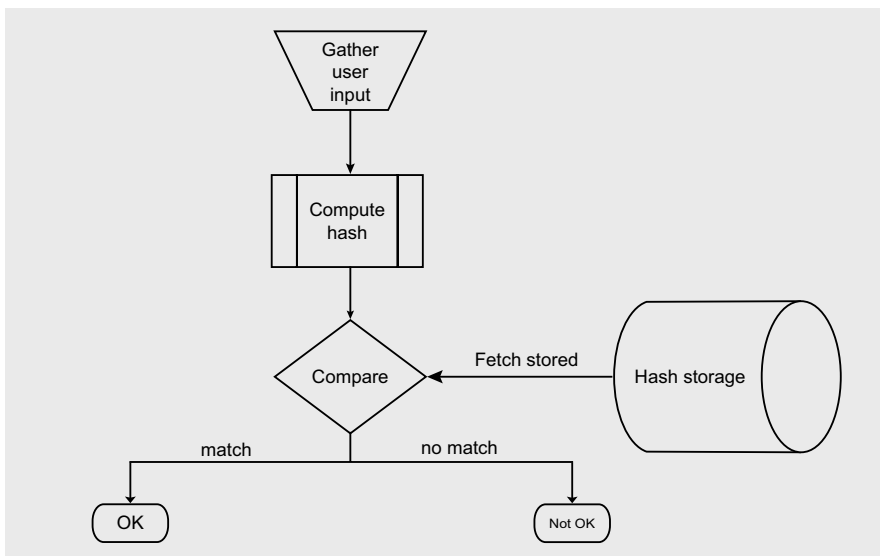 Gather
user
input
Compute
hash
Compare
Fetch stored
Hash storage
match
no match
OK
Not OK